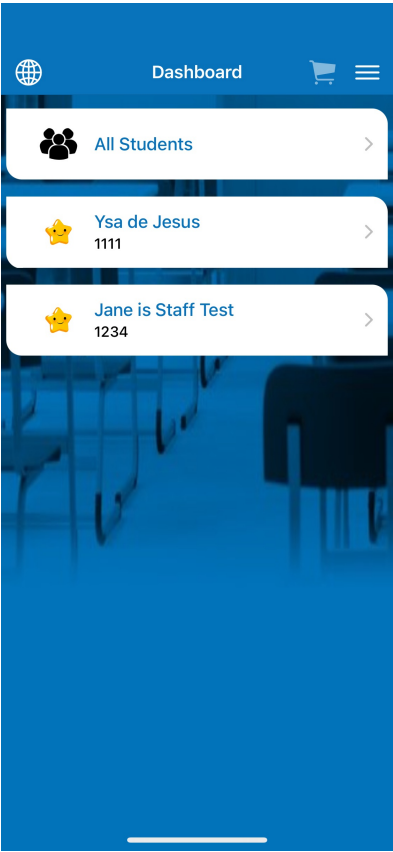 Dashboard
All Students
Ysa de Jesus
1111
Jane is Staff Test
1234